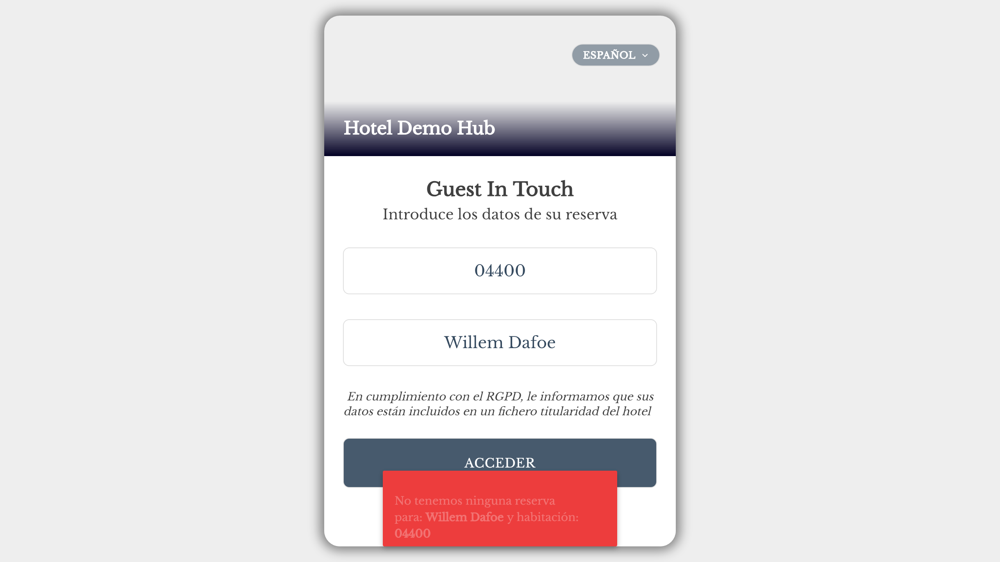 ESPAÑOL
Hotel Demo Hub
Guest In Touch
Introduce los datos de su reserva
04400
Willem Dafoe
En cumplimiento con el RGPD, le informamos que sus
datos están incluidos en un fichero titularidad del hotel
ACCEDER
No tenemos ninguna reserva
para: Willem Dafoe y habitación:
04400